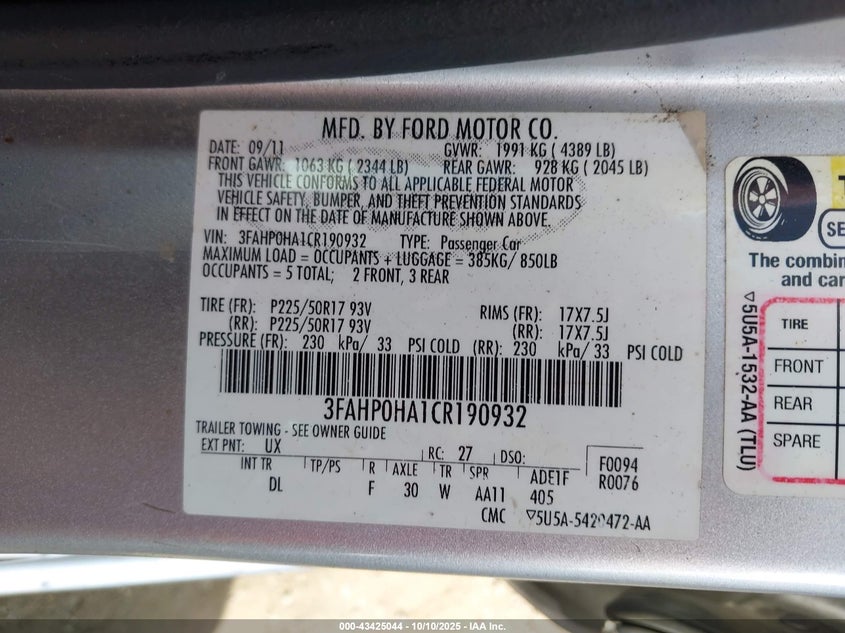 MFD. BY FORD MOTOR CO.
DATE: 09/11 GVWR: 1991 KG ( 4389 LB)
FRONT GAWR: 1063 KG ( 2344 LB) REAR GAWR: 928 KG ( 2045 LB)
THIS VEHICLE CONFORMS TO ALL APPLICABLE FEDERAL MOTOR
VEHICLE SAFETY, BUMPER, AND THEFT PREVENTION STANDARDS
IN EFFECT ON THE DATE OF MANUFACTURE SHOWN ABOVE.
VIN: 3FAHP0HA1CR190932 TYPE: Passenger Car
MAXIMUM LOAD = OCCUPANTS + LUGGAGE = 385KG/ 850LB
OCCUPANTS = 5 TOTAL; 2 FRONT, 3 REAR
TIRE (FR): P225/50R17 93V RIMS (FR): 17X7.5J
(RR): P225/50R17 93V (RR): 17X7.5J
PRESSURE (FR): 230 kPa/ 33 PSI COLD (RR): 230 kPa/ 33 PSI COLD
3FAHP0HA1CR190932
TRAILER TOWING - SEE OWNER GUIDE
EXT PNT: UX RC: 27 DSO: F0094
INT TR TP/PS R AXLE TR SPR ADE1F R0076
DL F 30 W AA11 405
CMC ▽5U5A-5420472-AA
SE
The combin
and car
TIRE
FRONT
REAR
SPARE
▽5U5A-1532-AA (TLU)
000-43425044 | 10/10/2025 - IAA Inc.